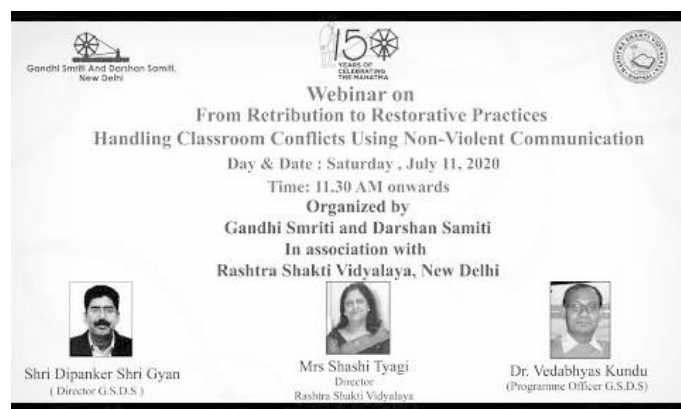 Gandhi Smriti And Darshan Samiti,
New Delhi
150
YEARS OF
CELEBRATING
THE MAHATMA
Webinar on
From Retribution to Restorative Practices
Handling Classroom Conflicts Using Non-Violent Communication
Day & Date : Saturday , July 11, 2020
Time: 11.30 AM onwards
Organized by
Gandhi Smriti and Darshan Samiti
In association with
Rashtra Shakti Vidyalaya, New Delhi
Shri Dipanker Shri Gyan
( Director G.S.D.S )
Mrs Shashi Tyagi
Director
Rashtra Shakti Vidyalaya
Dr. Vedabhyas Kundu
(Programme Officer G.S.D.S)